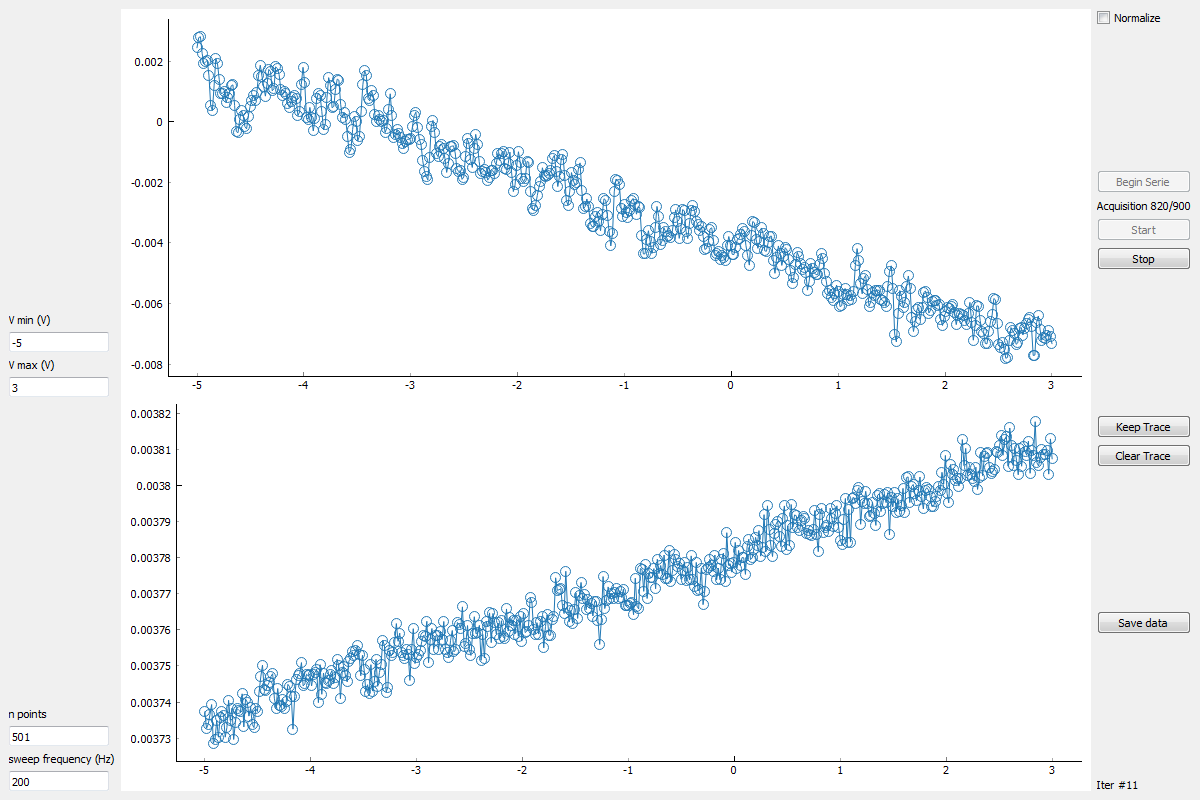 Normalize
0.002
0
-0.002
-0.004
-0.006
-0.008
-5 -4 -3 -2 -1 0 1 2 3
Begin Serie
Acquisition 820/900
Start
Stop
V min (V)
-5
V max (V)
3
0.00382
0.00381
0.0038
0.00379
0.00378
0.00377
0.00376
0.00375
0.00374
0.00373
-5 -4 -3 -2 -1 0 1 2 3
Keep Trace
Clear Trace
Save data
n points
501
sweep frequency (Hz)
200
Iter #11